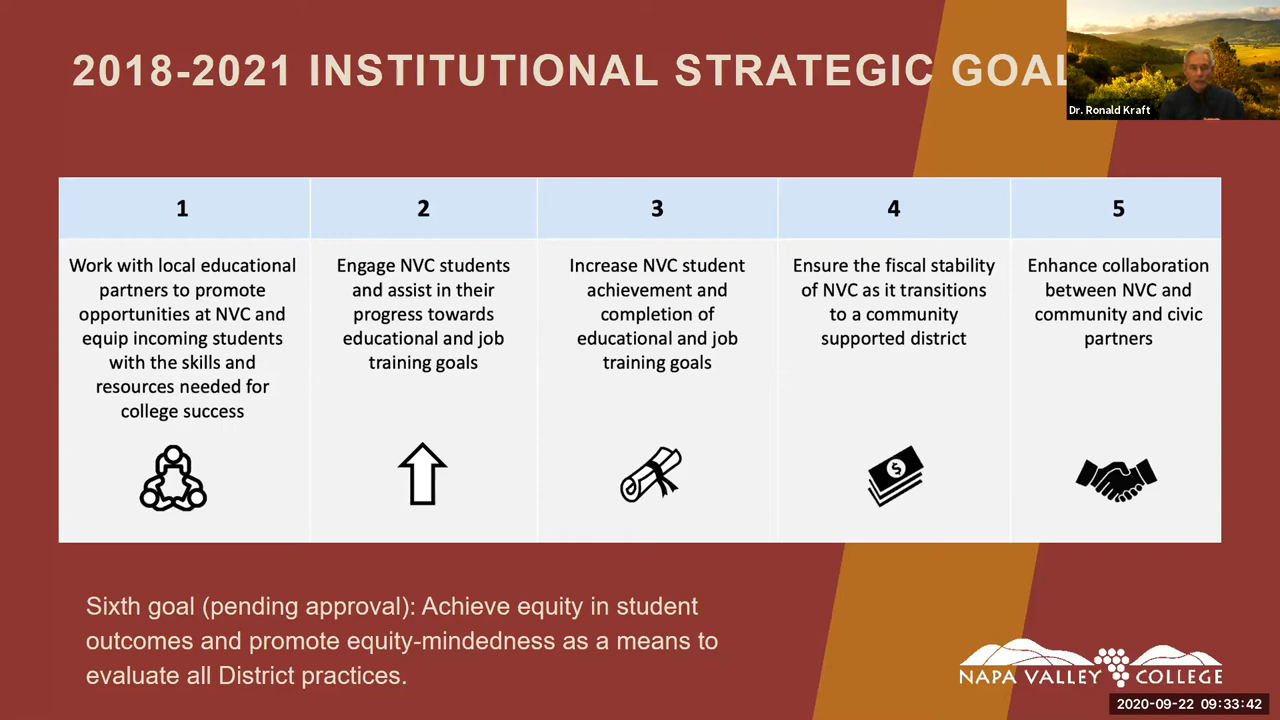 2018-2021 INSTITUTIONAL STRATEGIC GOAL
Dr. Ronald Kraft
1
Work with local educational
partners to promote
opportunities at NVC and
equip incoming students
with the skills and
resources needed for
college success
2
Engage NVC students
and assist in their
progress towards
educational and job
training goals
3
Increase NVC student
achievement and
completion of
educational and job
training goals
4
Ensure the fiscal stability
of NVC as it transitions
to a community
supported district
$
5
Enhance collaboration
between NVC and
community and civic
partners
Sixth goal (pending approval): Achieve equity in student
outcomes and promote equity-mindedness as a means to
evaluate all District practices.
NAPA VALLEY COLLEGE
2020-09-22 09:33:42